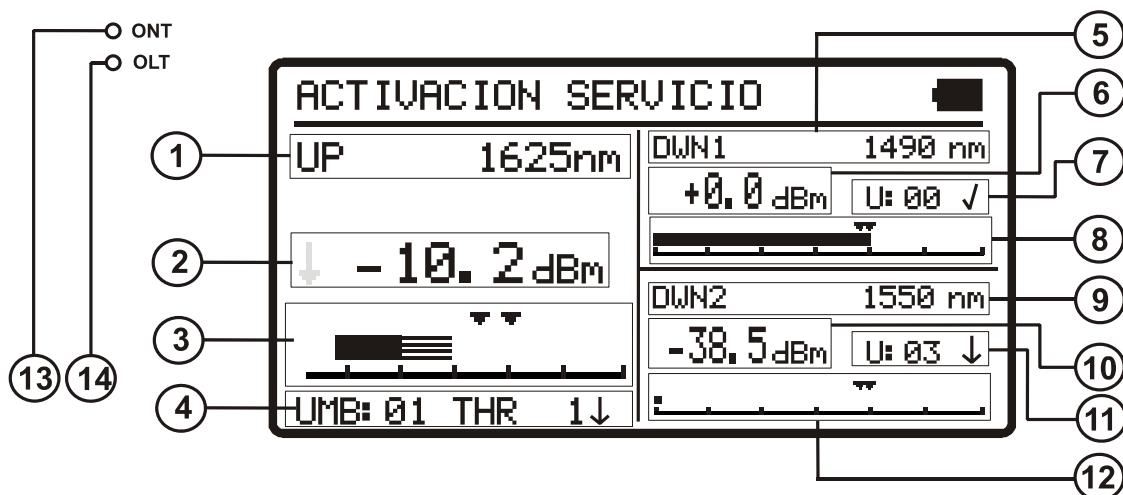 ONT
OLT
ACTIVACION SERVICIO
UP 1625nm
-10.2 dBm
UMB: 01 THR 1↓
DWN1 1490 nm
+0.0 dBm U: 00 √
DWN2 1550 nm
-38.5 dBm U: 03 ↓
1
2
3
4
5
6
7
8
9
10
11
12
13
14